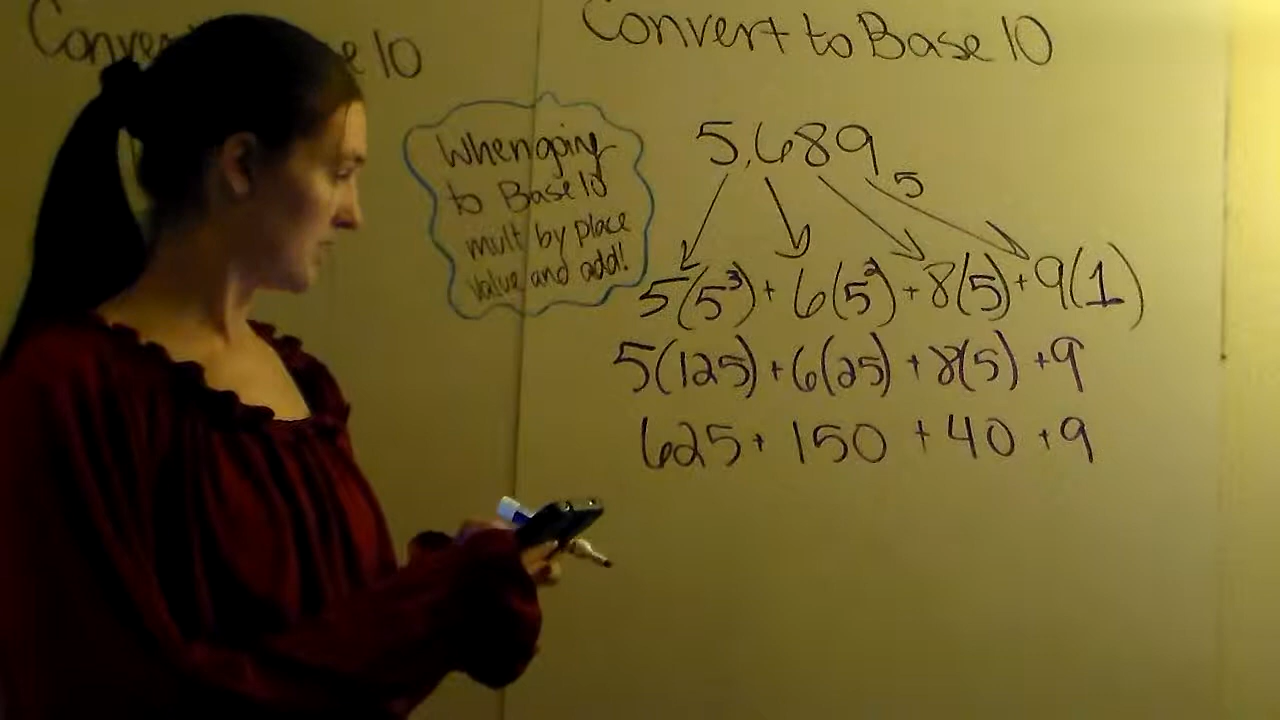 Conver e 10
Convert to Base 10
When going
to Base 10
mult by place
value and add!
5,689 5
5(5³) + 6(5²) + 8(5) + 9(1)
5(125) + 6(25) + 8(5) + 9
625 + 150 + 40 + 9